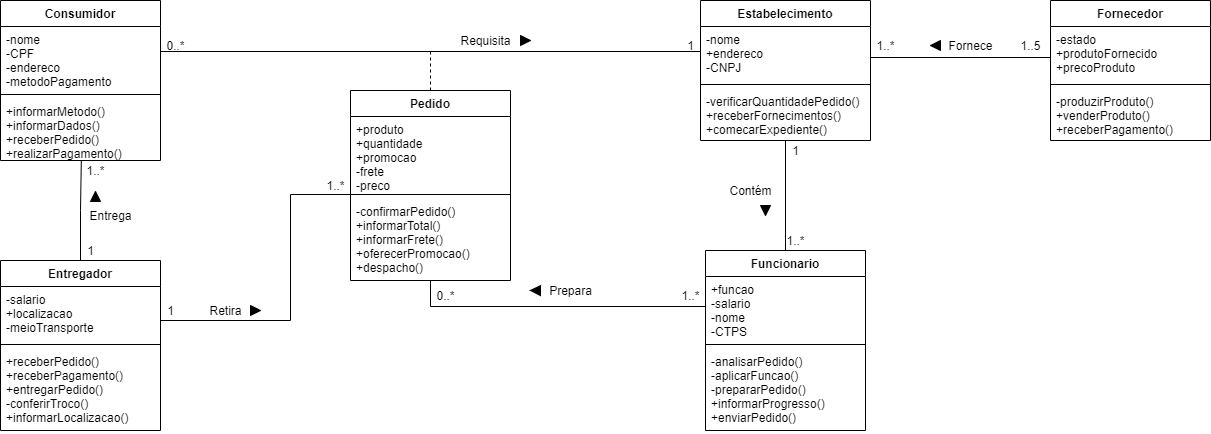 Consumidor
-nome
-CPF
-endereco
-metodoPagamento
+informarMetodo()
+informarDados()
+receberPedido()
+realizarPagamento()
0..*
Requisita
1
Estabelecimento
-nome
+endereco
-CNPJ
-verificarQuantidadePedido()
+receberFornecimentos()
+comecarExpediente()
1..*
Fornece
1..5
Fornecedor
-estado
+produtoFornecido
+precoProduto
-produzirProduto()
+venderProduto()
+receberPagamento()
Pedido
+produto
+quantidade
+promocao
-frete
-preco
-confirmarPedido()
+informarTotal()
+informarFrete()
+oferecerPromocao()
+despacho()
1..*
Entrega
1
1..*
1
Contém
1..*
Entregador
-salario
+localizacao
-meioTransporte
+receberPedido()
+receberPagamento()
+entregarPedido()
-conferirTroco()
+informarLocalizacao()
1
Retira
0..*
Prepara
1..*
Funcionario
+funcao
-salario
-nome
-CTPS
-analisarPedido()
-aplicarFuncao()
-prepararPedido()
+informarProgresso()
+enviarPedido()